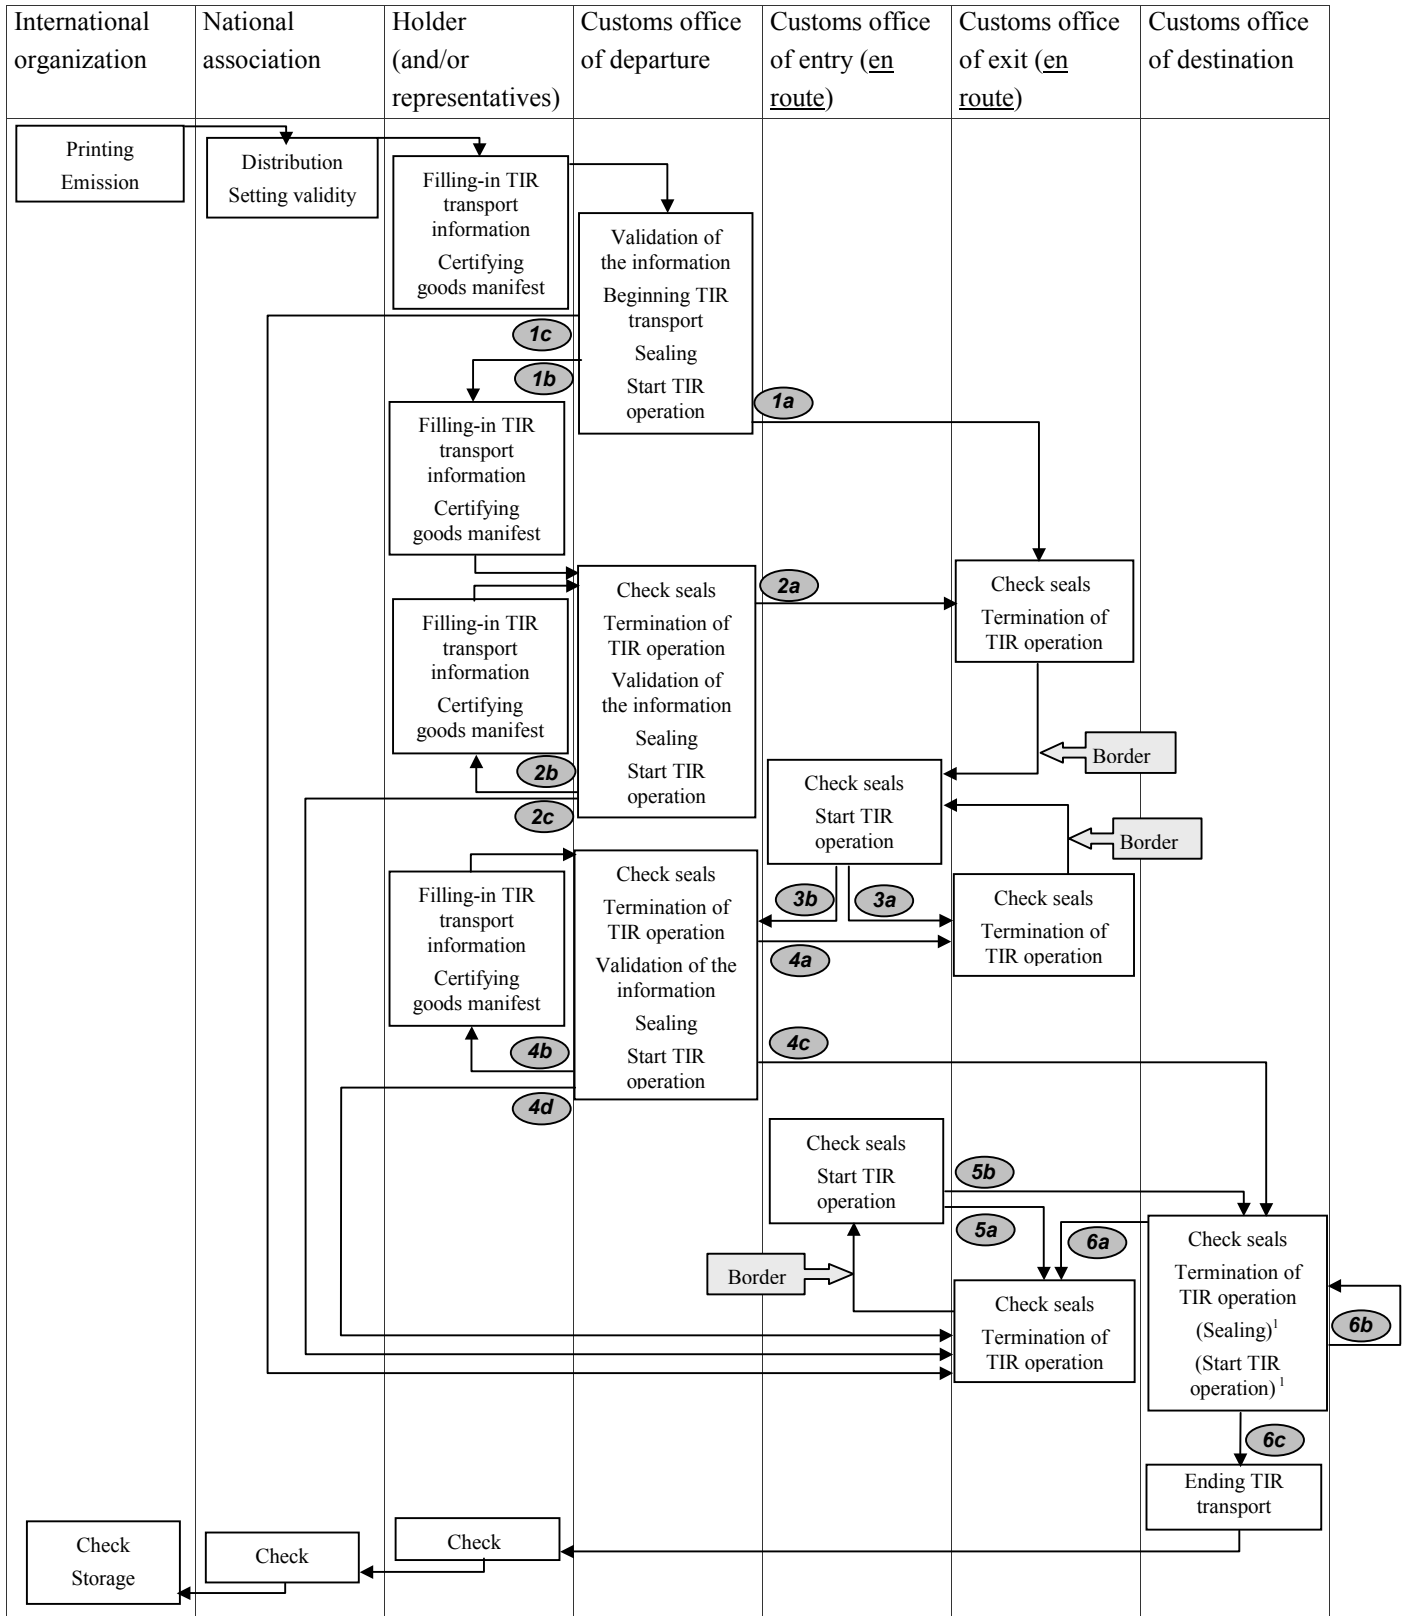 International
organization
National
association
Holder
(and/or
representatives)
Customs office
of departure
Customs office
of entry (en
route)
Customs office
of exit (en
route)
Customs office
of destination
Printing
Emission
Distribution
Setting validity
Filling-in TIR
transport
information
Certifying
goods manifest
Validation of
the information
Beginning TIR
transport
Sealing
Start TIR
operation
1c
1b
1a
Filling-in TIR
transport
information
Certifying
goods manifest
Check seals
Termination of
TIR operation
Validation of
the information
Sealing
Start TIR
operation
2a
Check seals
Termination of
TIR operation
Filling-in TIR
transport
information
Certifying
goods manifest
2b
2c
Border
Check seals
Start TIR
operation
Border
3b
3a
Check seals
Termination of
TIR operation
Filling-in TIR
transport
information
Certifying
goods manifest
Check seals
Termination of
TIR operation
Validation of the
information
Sealing
Start TIR
operation
4a
4b
4c
4d
Check seals
Start TIR
operation
5b
5a
6a
Border
Check seals
Termination of
TIR operation
Check seals
Termination of
TIR operation
(Sealing)1
(Start TIR
operation) 1
6b
6c
Ending TIR
transport
Check
Check
Check
Storage